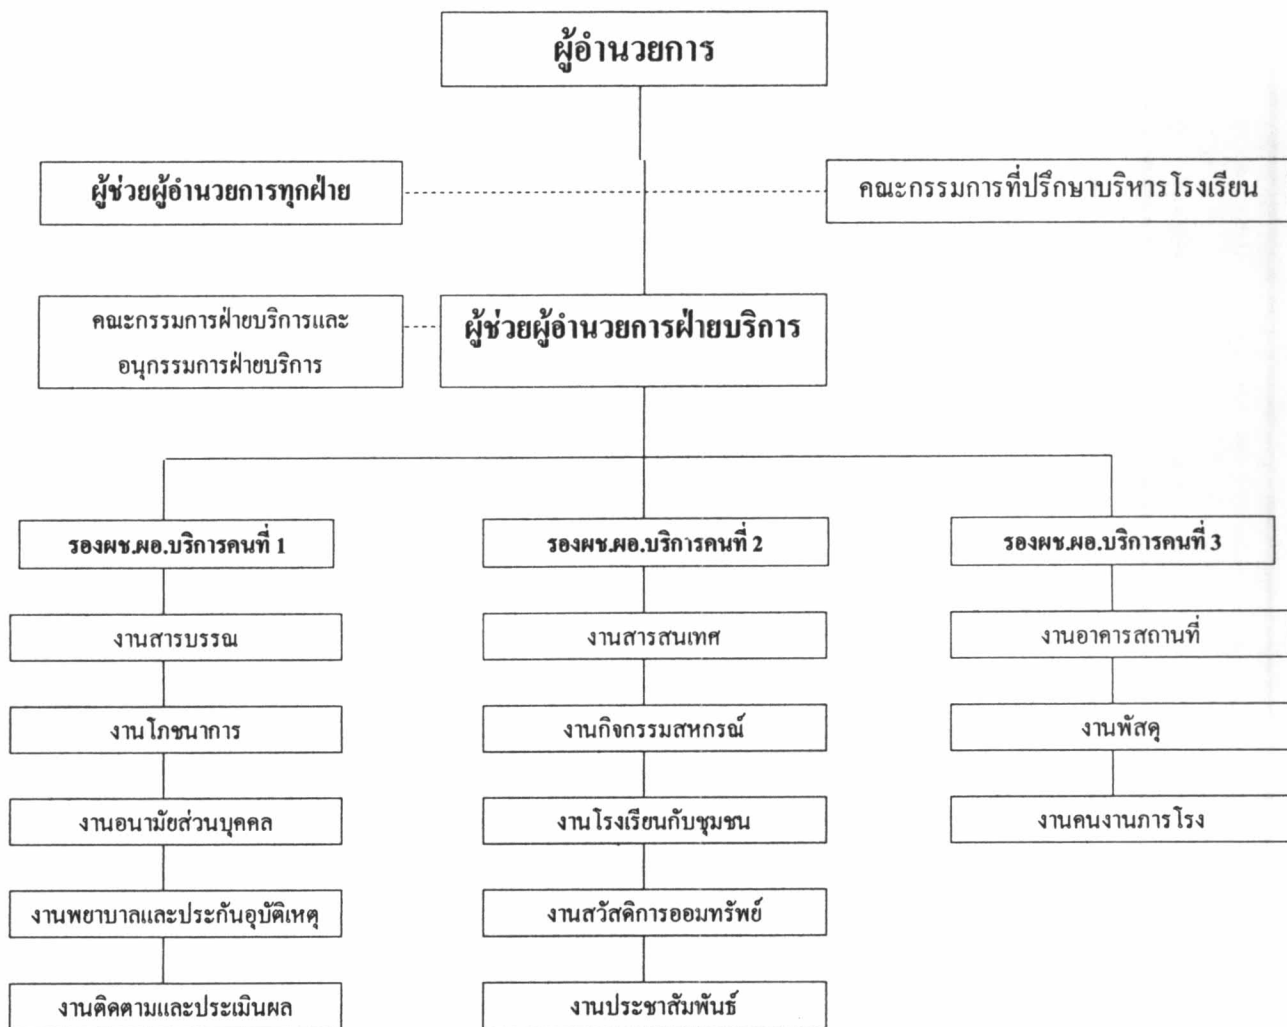 ผู้อำนวยการ
ผู้ช่วยผู้อำนวยการทุกฝ่าย
คณะกรรมการที่ปรึกษาบริหารโรงเรียน
คณะกรรมการฝ่ายบริการและ
อนุกรรมการฝ่ายบริการ
ผู้ช่วยผู้อำนวยการฝ่ายบริการ
รองผช.ผอ.บริการคนที่ 1
งานสารบรรณ
งานโภชนาการ
งานอนามัยส่วนบุคคล
งานพยาบาลและประกันอุบัติเหตุ
งานติดตามและประเมินผล
รองผช.ผอ.บริการคนที่ 2
งานสารสนเทศ
งานกิจกรรมสหกรณ์
งานโรงเรียนกับชุมชน
งานสวัสดิการออมทรัพย์
งานประชาสัมพันธ์
รองผช.ผอ.บริการคนที่ 3
งานอาคารสถานที่
งานพัสดุ
งานคนงานภารโรง